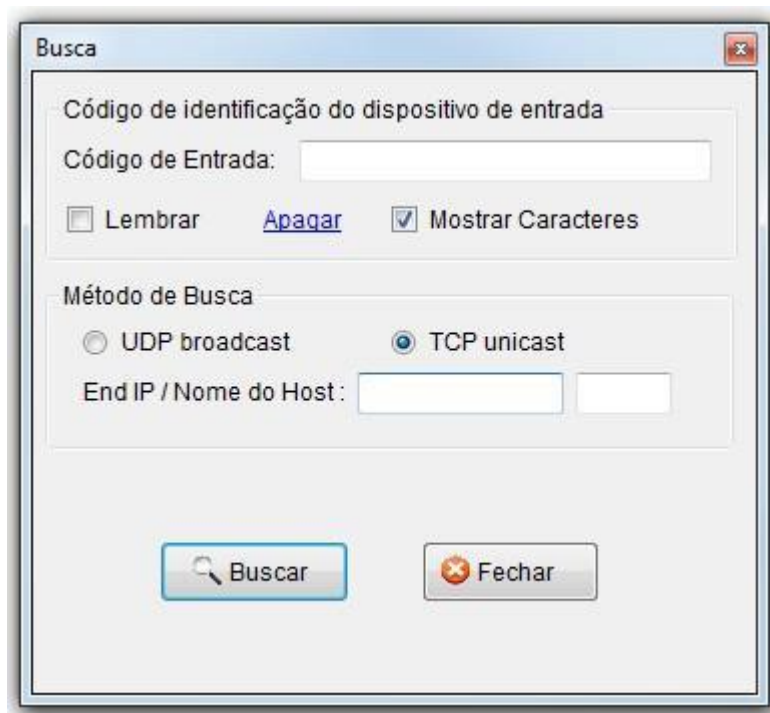 Busca
Código de identificação do dispositivo de entrada
Código de Entrada:
Lembrar Apagar Mostrar Caracteres
Método de Busca
UDP broadcast TCP unicast
End IP / Nome do Host :
Buscar Fechar